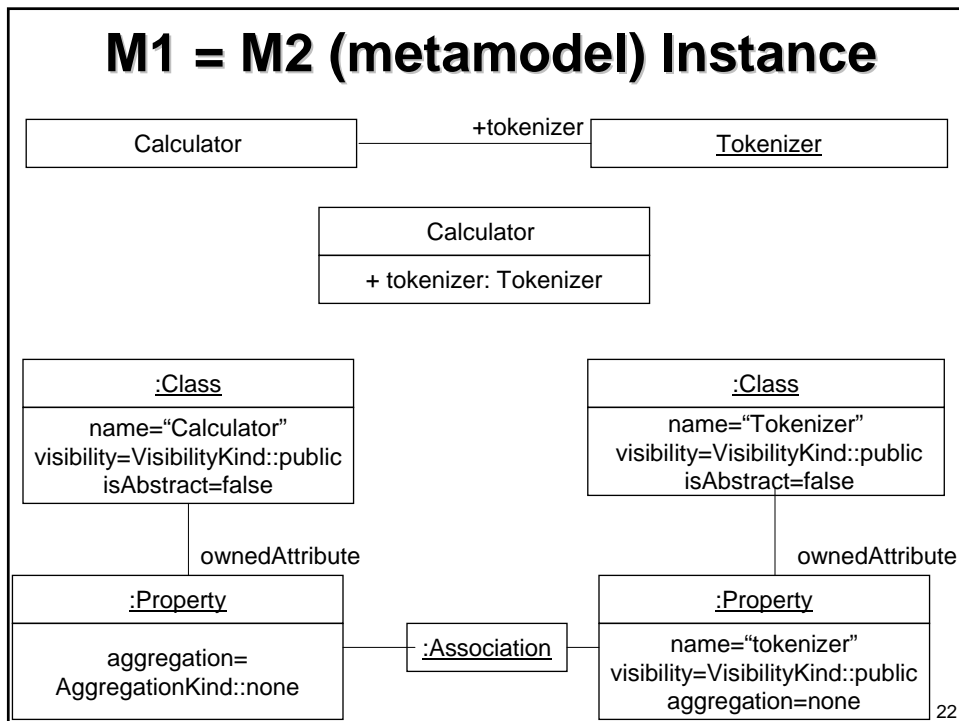 M1 = M2 (metamodel) Instance
+tokenizer
Calculator
Tokenizer
Calculator
+ tokenizer: Tokenizer
:Class
name=“Calculator”
visibility=VisibilityKind::public
isAbstract=false
:Class
name=“Tokenizer”
visibility=VisibilityKind::public
isAbstract=false
ownedAttribute
ownedAttribute
:Property
aggregation=
AggregationKind::none
:Association
:Property
name=“tokenizer”
visibility=VisibilityKind::public
aggregation=none
22